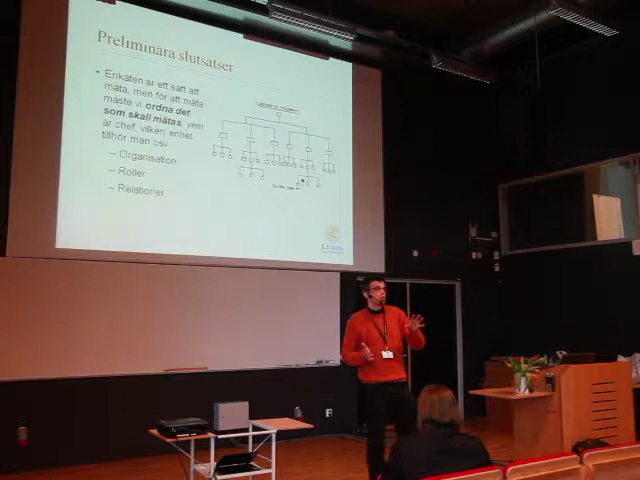 Preliminära slutsatser
• Enkäten är ett sätt att
mäta, men för att mäta
måste vi ordna det
som skall mätas, vem
är chef, vilken enhet
tillhör man osv
– Organisation
– Roller
– Relationer